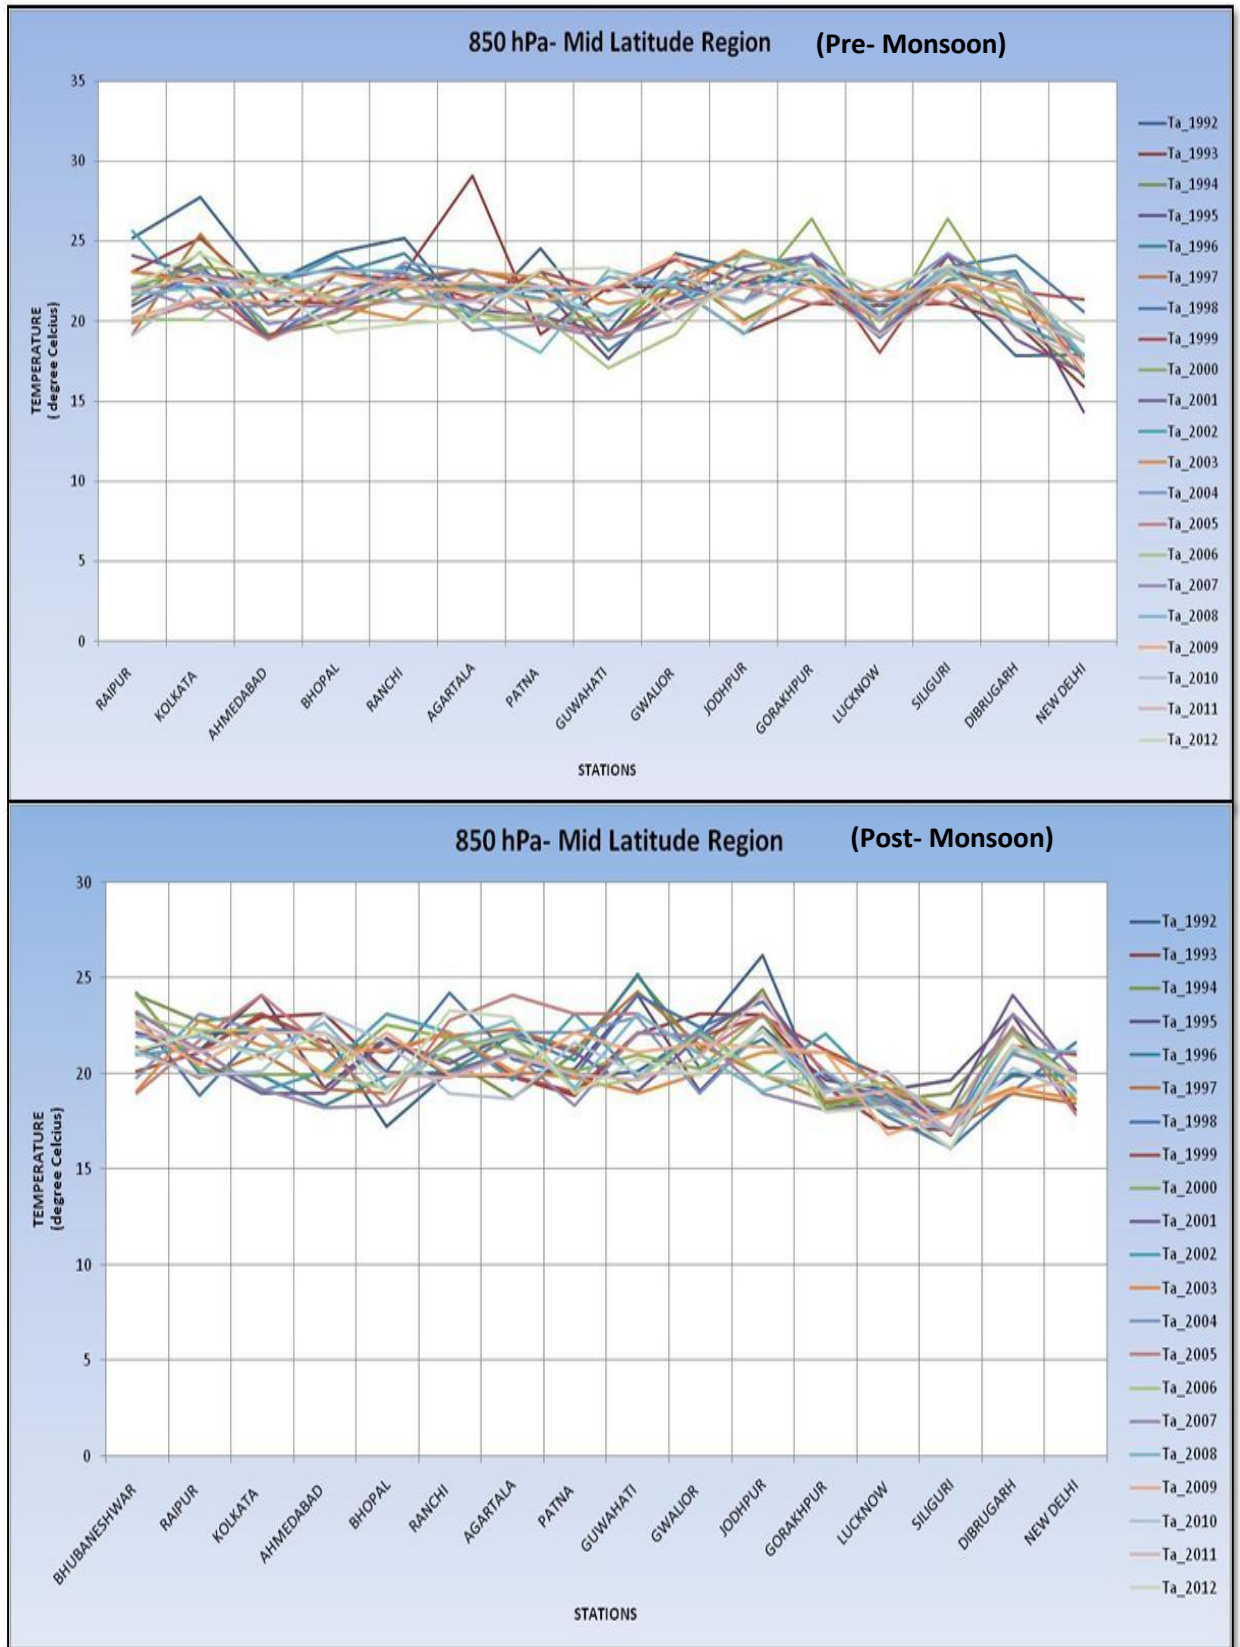 850 hPa- Mid Latitude Region (Pre- Monsoon)
35
30
25
20
15
10
5
0
TEMPERATURE
( degree Celcius)
RAIPUR
KOLKATA
AHMEDABAD
BHOPAL
RANCHI
AGARTALA
PATNA
GUWAHATI
GWALIOR
JODHPUR
GORAKHPUR
LUCKNOW
SILIGURI
DIBRUGARH
NEW DELHI
STATIONS
Ta_1992
Ta_1993
Ta_1994
Ta_1995
Ta_1996
Ta_1997
Ta_1998
Ta_1999
Ta_2000
Ta_2001
Ta_2002
Ta_2003
Ta_2004
Ta_2005
Ta_2006
Ta_2007
Ta_2008
Ta_2009
Ta_2010
Ta_2011
Ta_2012
850 hPa- Mid Latitude Region (Post- Monsoon)
30
25
20
15
10
5
0
TEMPERATURE
(degree Celcius)
BHUBANESHWAR
RAIPUR
KOLKATA
AHMEDABAD
BHOPAL
RANCHI
AGARTALA
PATNA
GUWAHATI
GWALIOR
JODHPUR
GORAKHPUR
LUCKNOW
SILIGURI
DIBRUGARH
NEW DELHI
STATIONS
Ta_1992
Ta_1993
Ta_1994
Ta_1995
Ta_1996
Ta_1997
Ta_1998
Ta_1999
Ta_2000
Ta_2001
Ta_2002
Ta_2003
Ta_2004
Ta_2005
Ta_2006
Ta_2007
Ta_2008
Ta_2009
Ta_2010
Ta_2011
Ta_2012